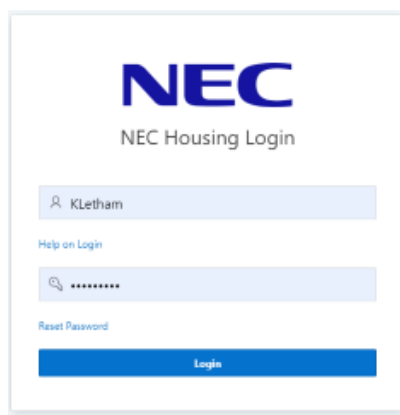 NEC
NEC Housing Login
KLetham
Help on Login
•••••••••
Reset Password
Login